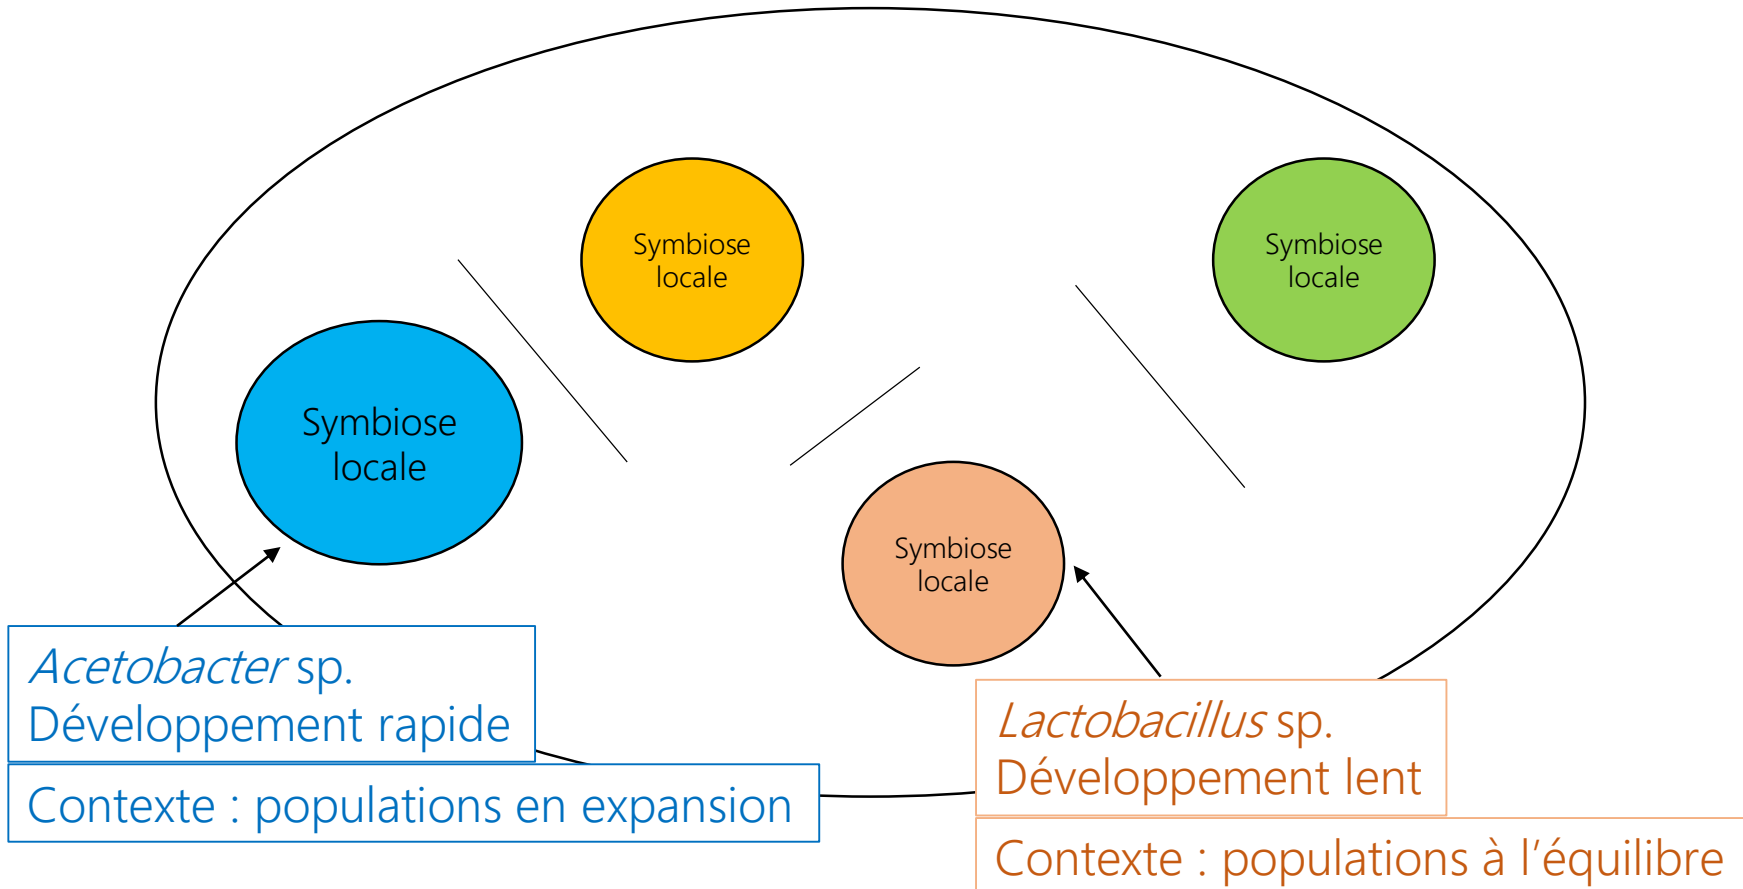 Symbiose
locale
Symbiose
locale
Symbiose
locale
Symbiose
locale
Acetobacter sp.
Développement rapide
Contexte : populations en expansion
Lactobacillus sp.
Développement lent
Contexte : populations à l’équilibre